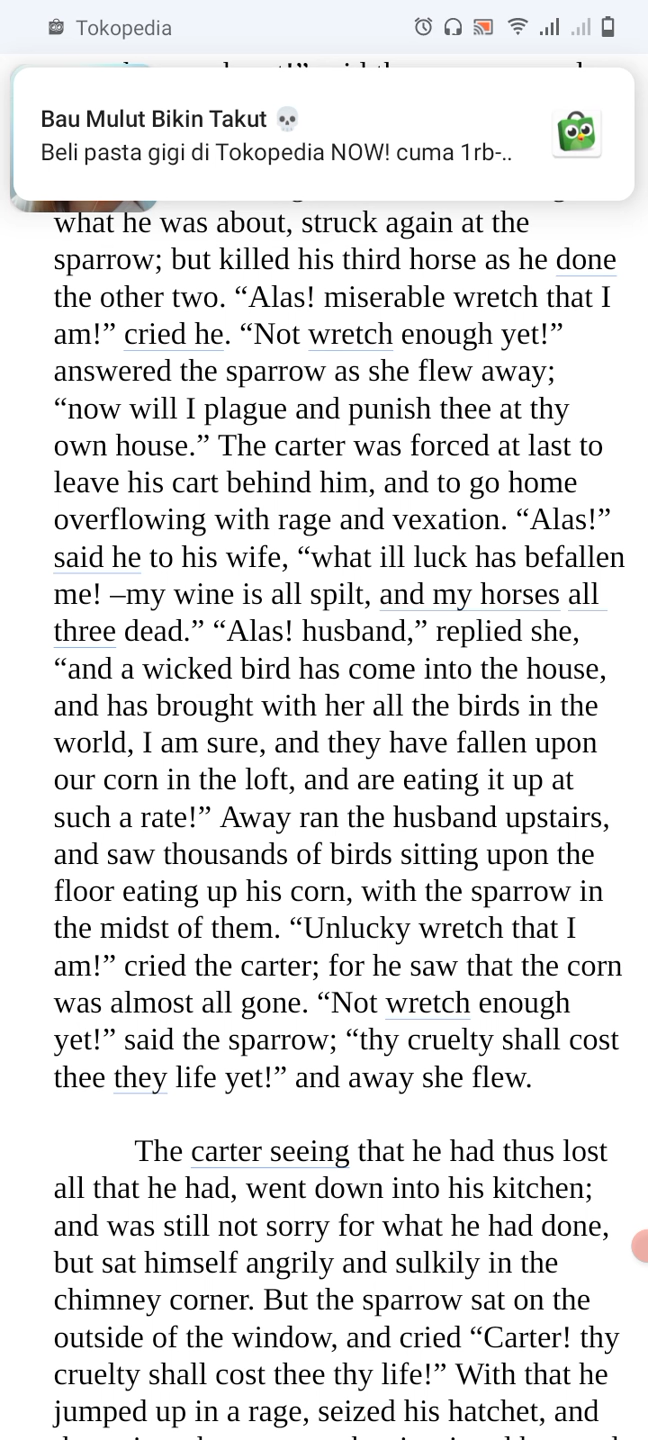 Tokopedia
Bau Mulut Bikin Takut 💀
Beli pasta gigi di Tokopedia NOW! cuma 1rb-..
what he was about, struck again at the
sparrow; but killed his third horse as he done
the other two. “Alas! miserable wretch that I
am!” cried he. “Not wretch enough yet!”
answered the sparrow as she flew away;
“now will I plague and punish thee at thy
own house.” The carter was forced at last to
leave his cart behind him, and to go home
overflowing with rage and vexation. “Alas!”
said he to his wife, “what ill luck has befallen
me! –my wine is all spilt, and my horses all
three dead.” “Alas! husband,” replied she,
“and a wicked bird has come into the house,
and has brought with her all the birds in the
world, I am sure, and they have fallen upon
our corn in the loft, and are eating it up at
such a rate!” Away ran the husband upstairs,
and saw thousands of birds sitting upon the
floor eating up his corn, with the sparrow in
the midst of them. “Unlucky wretch that I
am!” cried the carter; for he saw that the corn
was almost all gone. “Not wretch enough
yet!” said the sparrow; “thy cruelty shall cost
thee they life yet!” and away she flew.
The carter seeing that he had thus lost
all that he had, went down into his kitchen;
and was still not sorry for what he had done,
but sat himself angrily and sulkily in the
chimney corner. But the sparrow sat on the
outside of the window, and cried “Carter! thy
cruelty shall cost thee thy life!” With that he
jumped up in a rage, seized his hatchet, and